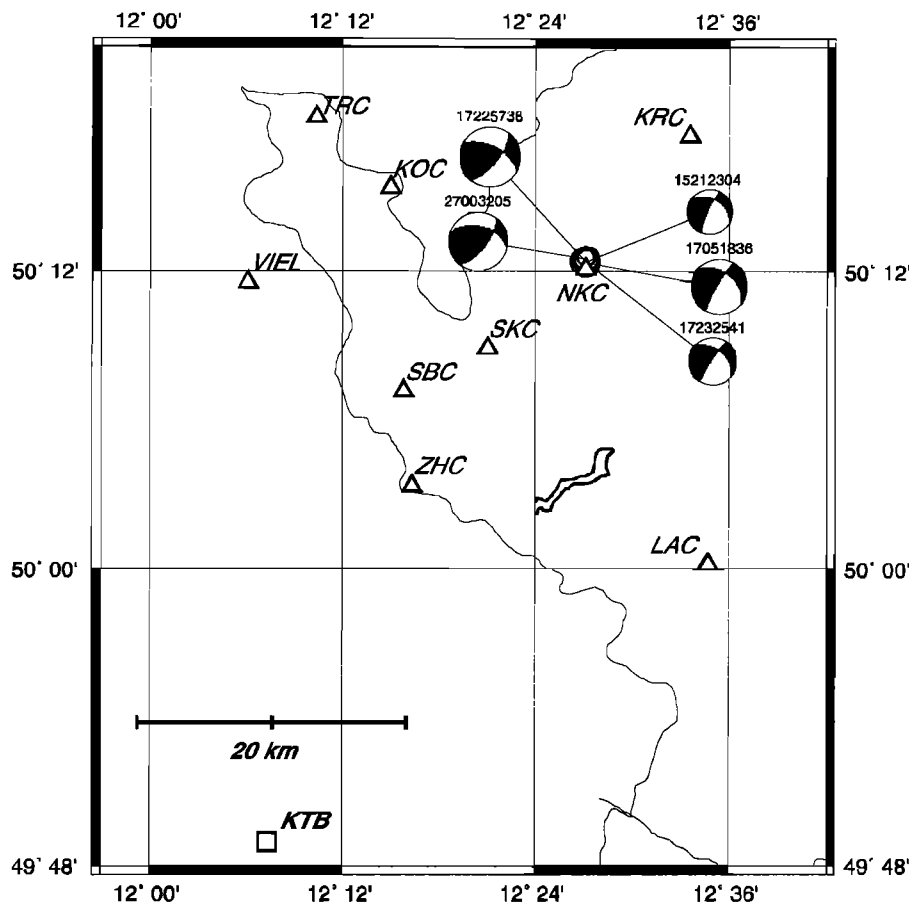 12° 00' 12° 12' 12° 24' 12° 36'
TRC
17225738
KRC
KOC
15212304
27003205
17051836
50° 12' VIEL NKC 50° 12'
SKC
17232541
SBC
ZHC
LAC
50° 00' 50° 00'
20 km
KTB
49° 48' 49° 48'
12° 00' 12° 12' 12° 24' 12° 36'